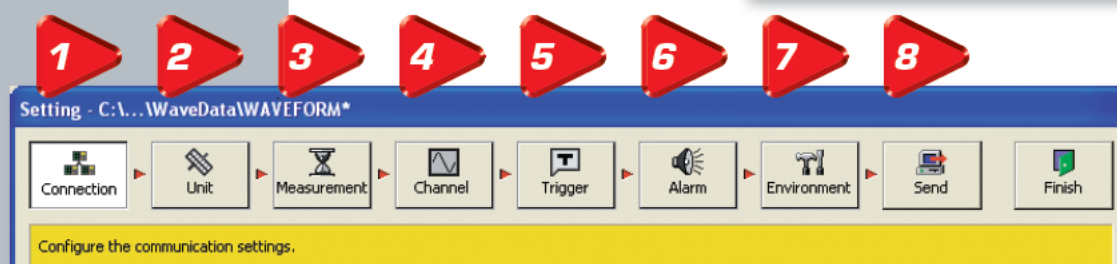 1 2 3 4 5 6 7 8
Setting - C:\...\WaveData\WAVEFORM*
Connection Unit Measurement Channel Trigger Alarm Environment Send Finish
Configure the communication settings.